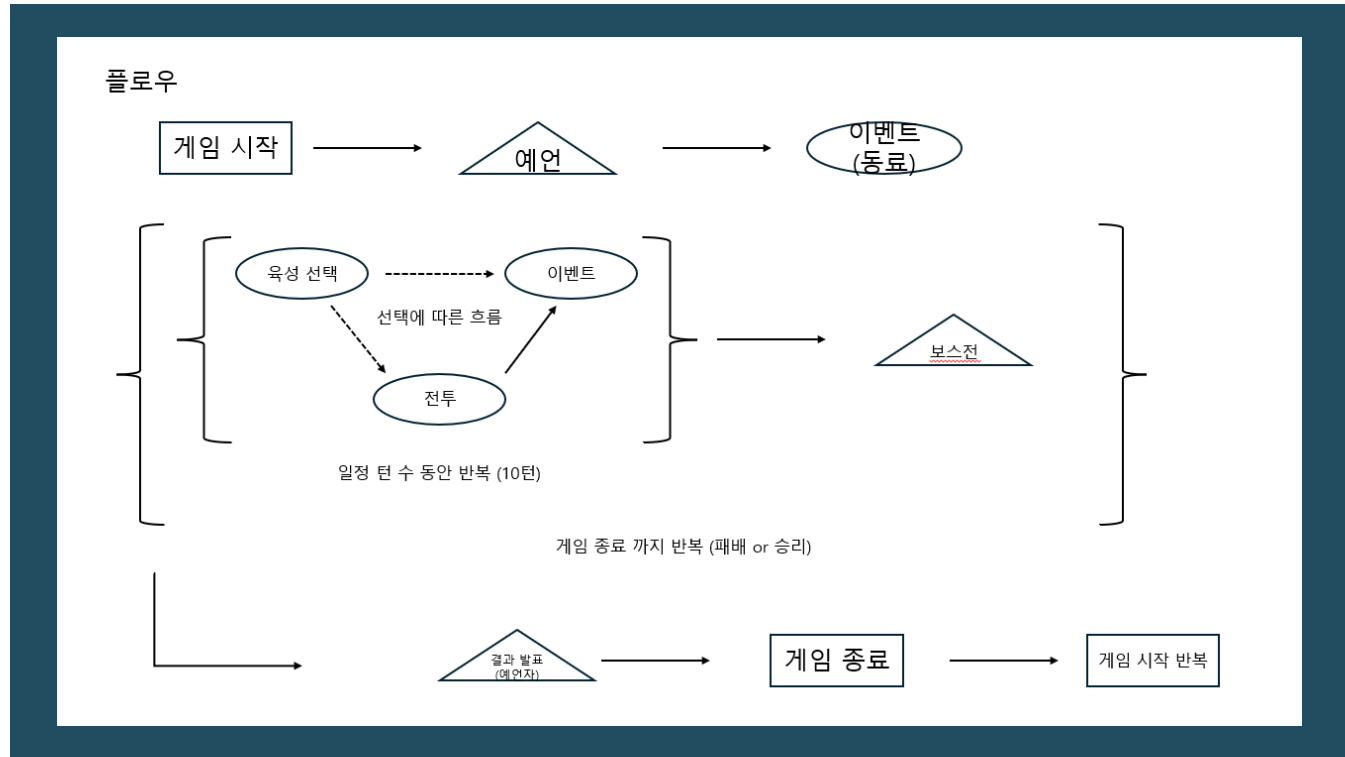 플로우
게임 시작
예언
이벤트
(동료)
육성 선택
이벤트
선택에 따른 흐름
전투
보스전
일정 턴 수 동안 반복 (10턴)
게임 종료 까지 반복 (패배 or 승리)
결과 발표
(예언자)
게임 종료
게임 시작 반복